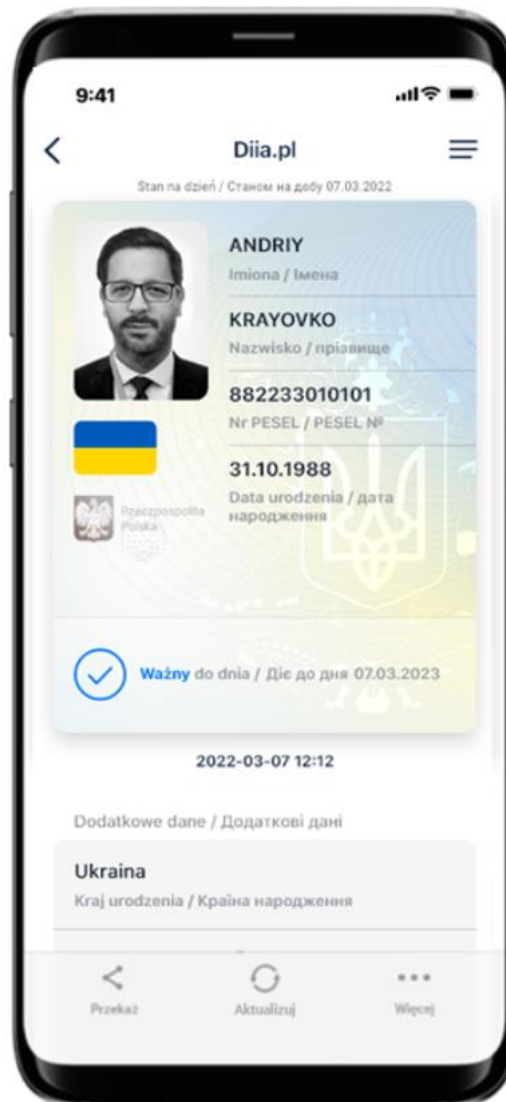 9:41
Diia.pl
Stan na dzień / Станом на добу 07.03.2022
ANDRIY
Imiona / Імена
KRAYOVKO
Nazwisko / прізвище
882233010101
Nr PESEL / PESEL №
31.10.1988
Data urodzenia / дата
народження
Rzeczpospolita
Polska
Ważny do dnia / Діє до дня 07.03.2023
2022-03-07 12:12
Dodatkowe dane / Додаткові дані
Ukraina
Kraj urodzenia / Країна народження
Przekaż
Aktualizuj
Więcej